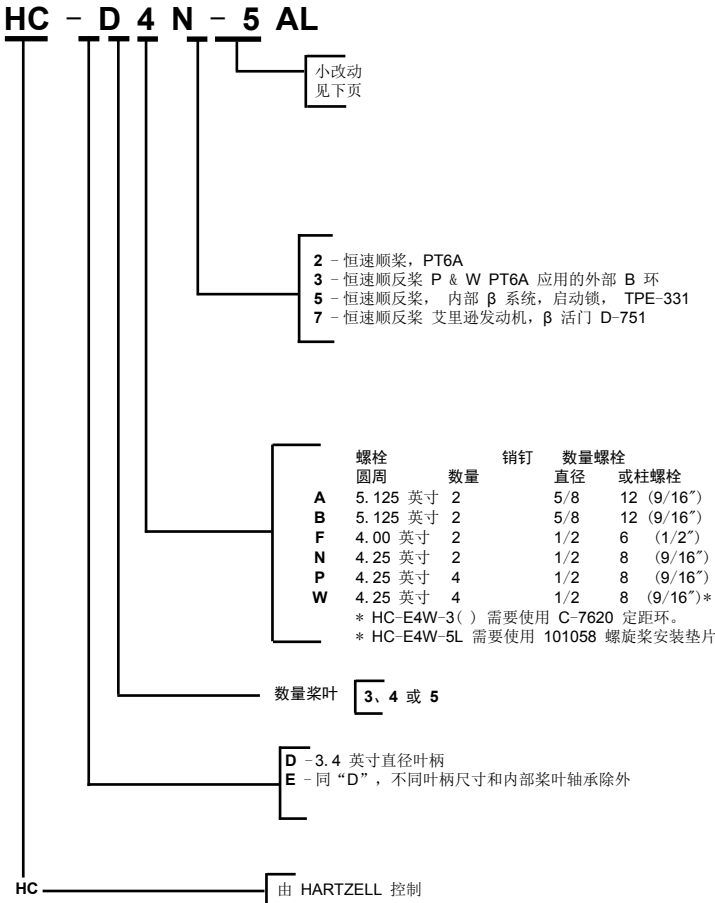 HC - D 4 N - 5 AL
小改动
见下页
2 -恒速顺桨，PT6A
3 -恒速顺反桨 P & W PT6A 应用的外部 B 环
5 -恒速顺反桨， 内部 β 系统，启动锁， TPE-331
7 -恒速顺反桨 艾里逊发动机，β 活门 D-751
螺栓 销钉 数量螺栓
圆周 数量 直径 或柱螺栓
A 5.125 英寸 2 5/8 12 (9/16″)
B 5.125 英寸 2 5/8 12 (9/16″)
F 4.00 英寸 2 1/2 6 (1/2″)
N 4.25 英寸 2 1/2 8 (9/16″)
P 4.25 英寸 4 1/2 8 (9/16″)
W 4.25 英寸 4 1/2 8 (9/16″)*
* HC-E4W-3( ) 需要使用 C-7620 定距环。
* HC-E4W-5L 需要使用 101058 螺旋桨安装垫片
数量桨叶 3、4 或 5
D -3.4 英寸直径叶柄
E -同“D”，不同叶柄尺寸和内部桨叶轴承除外
HC 由 HARTZELL 控制